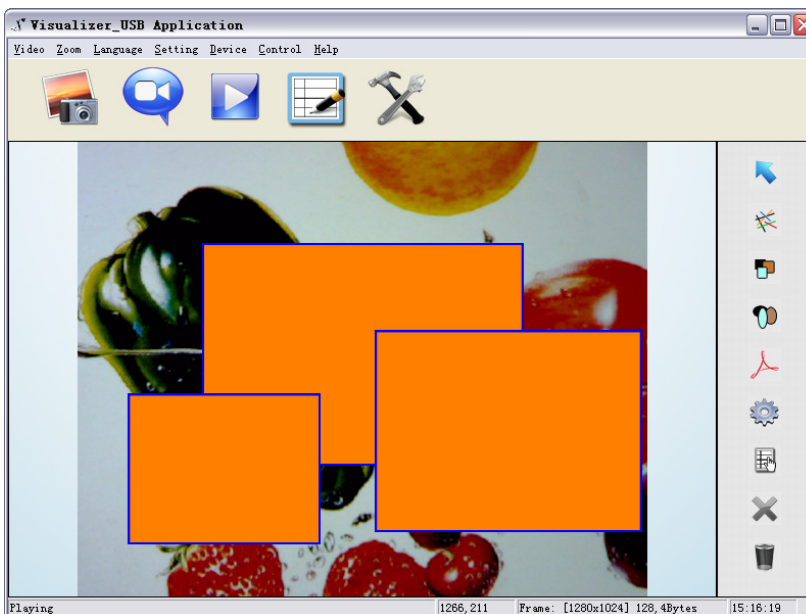 Visualizer_USB Application
Video Zoom Language Setting Device Control Help
Playing 1266,211 Frame: [1280x1024] 128,4Bytes 15:16:19